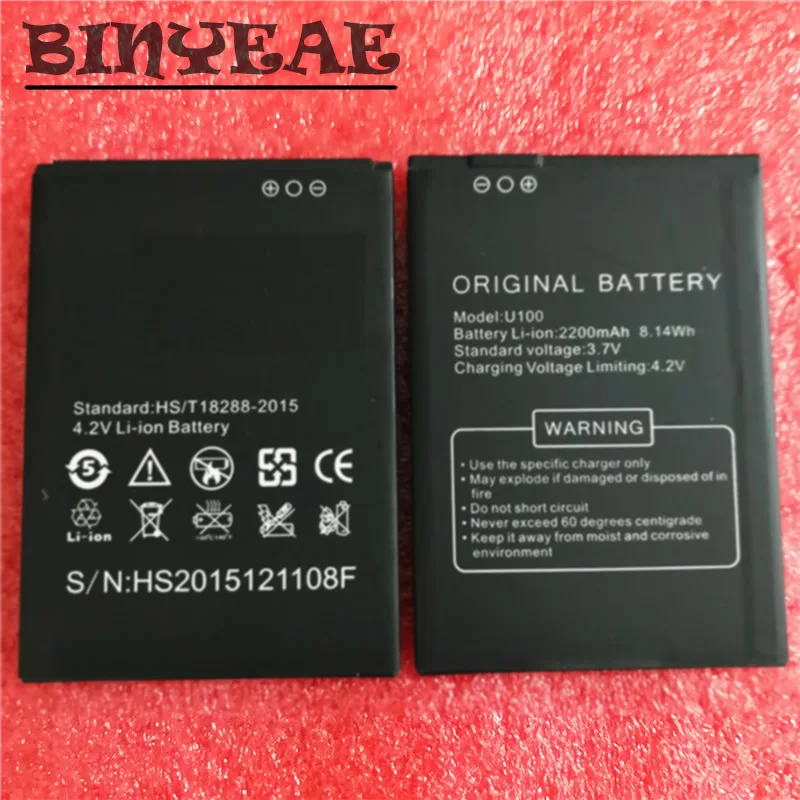 BINYEAE
Standard:HS/T18288-2015
4.2V Li-ion Battery
5
CE
Li-ion
S/N:HS2015121108F
ORIGINAL BATTERY
Model:U100
Battery Li-ion:2200mAh 8.14Wh
Standard voltage:3.7V
Charging Voltage Limiting:4.2V
WARNING
• Use the specific charger only
• May explode if damaged or disposed of in
fire
• Do not short circuit
• Never exceed 60 degrees centigrade
• Keep it away from moist and corrosive
environment